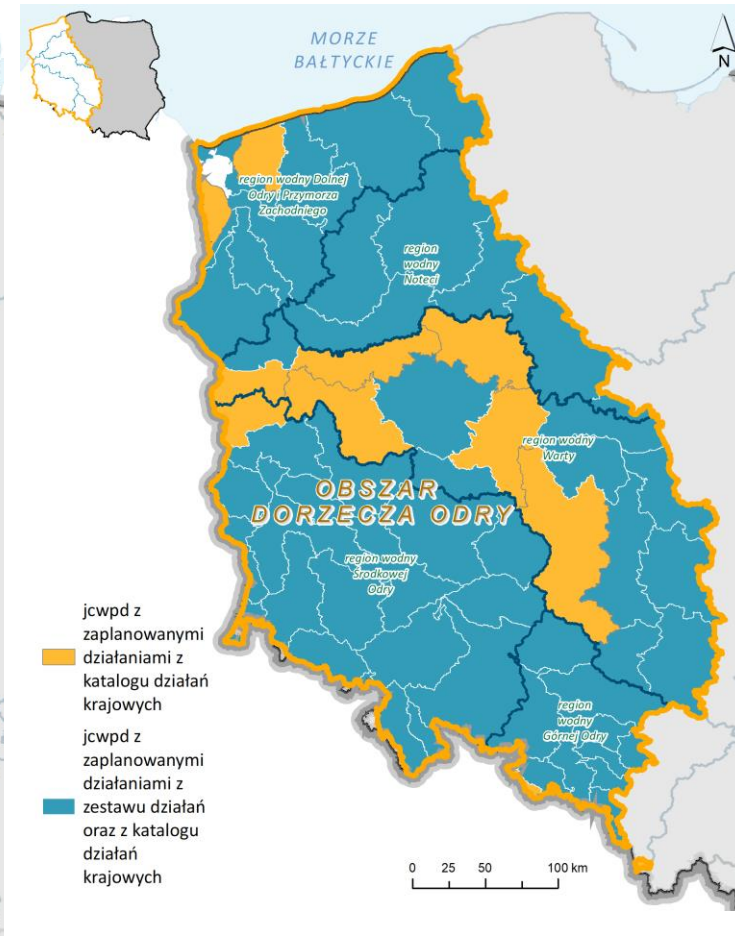 MORZE
BAŁTYCKIE
N
region wodny Dolnej
Odry i Przymorza
Zachodniego
region
wodny
Noteci
region wodny
Warty
OBSZAR
DORZECZA ODRY
region wodny
Środkowej
Odry
region
wodny
Górnej Odry
jcwpd z
zaplanowanymi
działaniami z
katalogu działań
krajowych
jcwpd z
zaplanowanymi
działaniami z
zestawu działań
oraz z katalogu
działań
krajowych
0 25 50 100 km